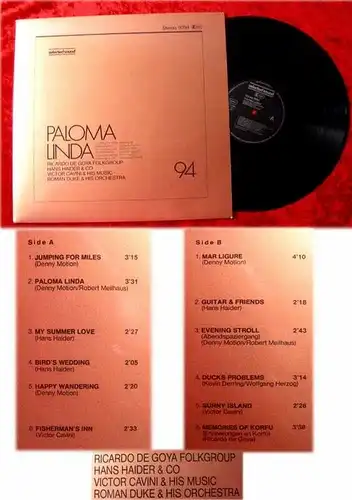 selected sound
Stereo
PALOMA
LINDA
RICARDO DE GOYA FOLKGROUP
HANS HAIDER & CO
VICTOR CAVINI & HIS MUSIC
ROMAN DUKE & HIS ORCHESTRA
94
Side A
1. JUMPING FOR MILES 3'15
(Denny Motion)
2. PALOMA LINDA 3'31
(Denny Motion/Robert Meilhaus)
3. MY SUMMER LOVE 2'27
(Hans Haider)
4. BIRD'S WEDDING 2'05
(Hans Haider)
5. HAPPY WANDERING 2'20
(Denny Motion)
6. FISHERMAN'S INN 2'33
(Victor Cavini)
Side B
1. MAR LIGURE 4'10
(Denny Motion)
2. GUITAR & FRIENDS 2'18
(Hans Haider)
3. EVENING STROLL 2'43
(Abendspaziergang)
(Denny Motion/Robert Meilhaus)
4. DUCKS PROBLEMS 3'14
(Kevin Derring/Wolfgang Herzog)
5. SUNNY ISLAND 2'28
(Victor Cavini)
6. MEMORIES OF KORFU
(Erinnerungen an Korfu)
(Ricardo de Goya)
RICARDO DE GOYA FOLKGROUP
HANS HAIDER & CO
VICTOR CAVINI & HIS MUSIC
ROMAN DUKE & HIS ORCHESTRA